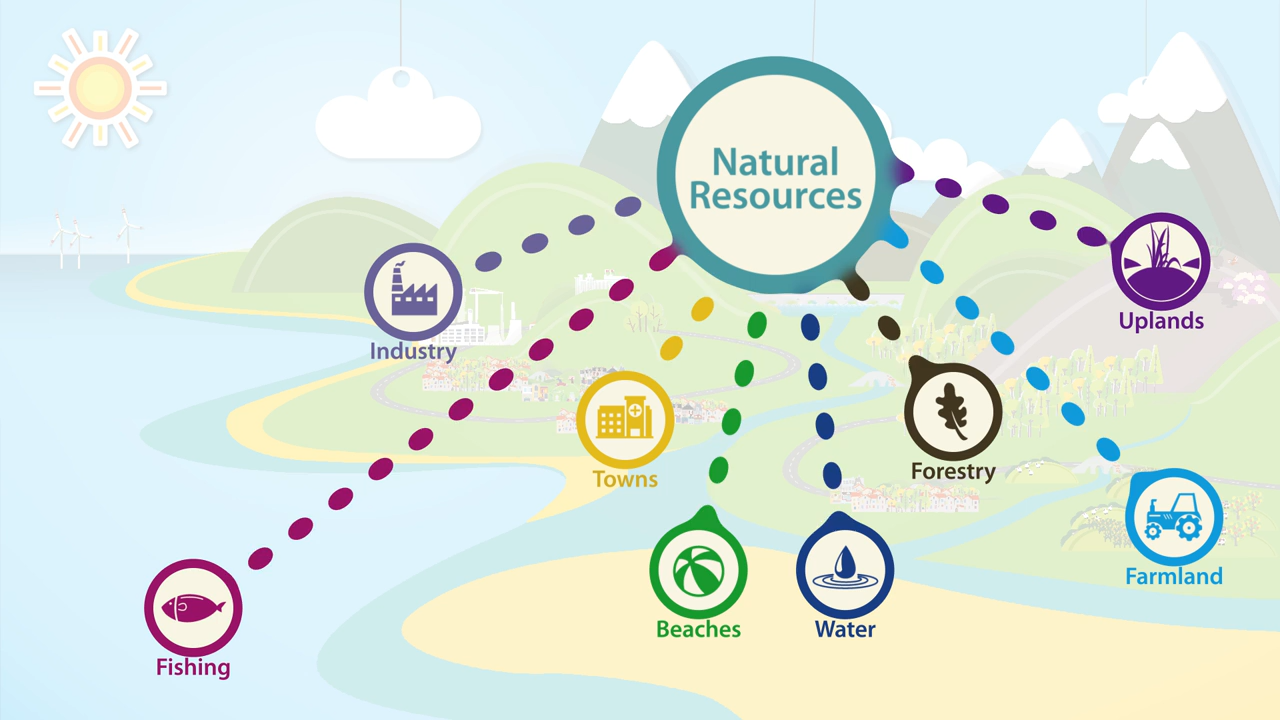 Natural
Resources
Uplands
Industry
Forestry
Towns
Farmland
Beaches
Water
Fishing